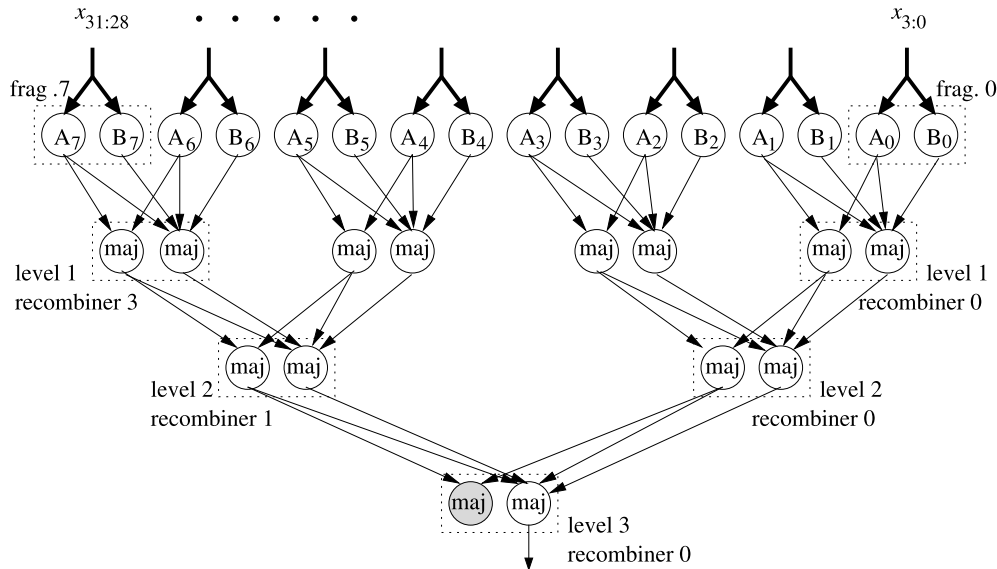 x31:28 x3:0
frag .7 frag. 0
A7 B7 A6 B6 A5 B5 A4 B4 A3 B3 A2 B2 A1 B1 A0 B0
maj maj maj maj maj maj maj maj
level 1 level 1
recombiner 3 recombiner 0
maj maj maj maj
level 2 level 2
recombiner 1 recombiner 0
maj maj
level 3
recombiner 0